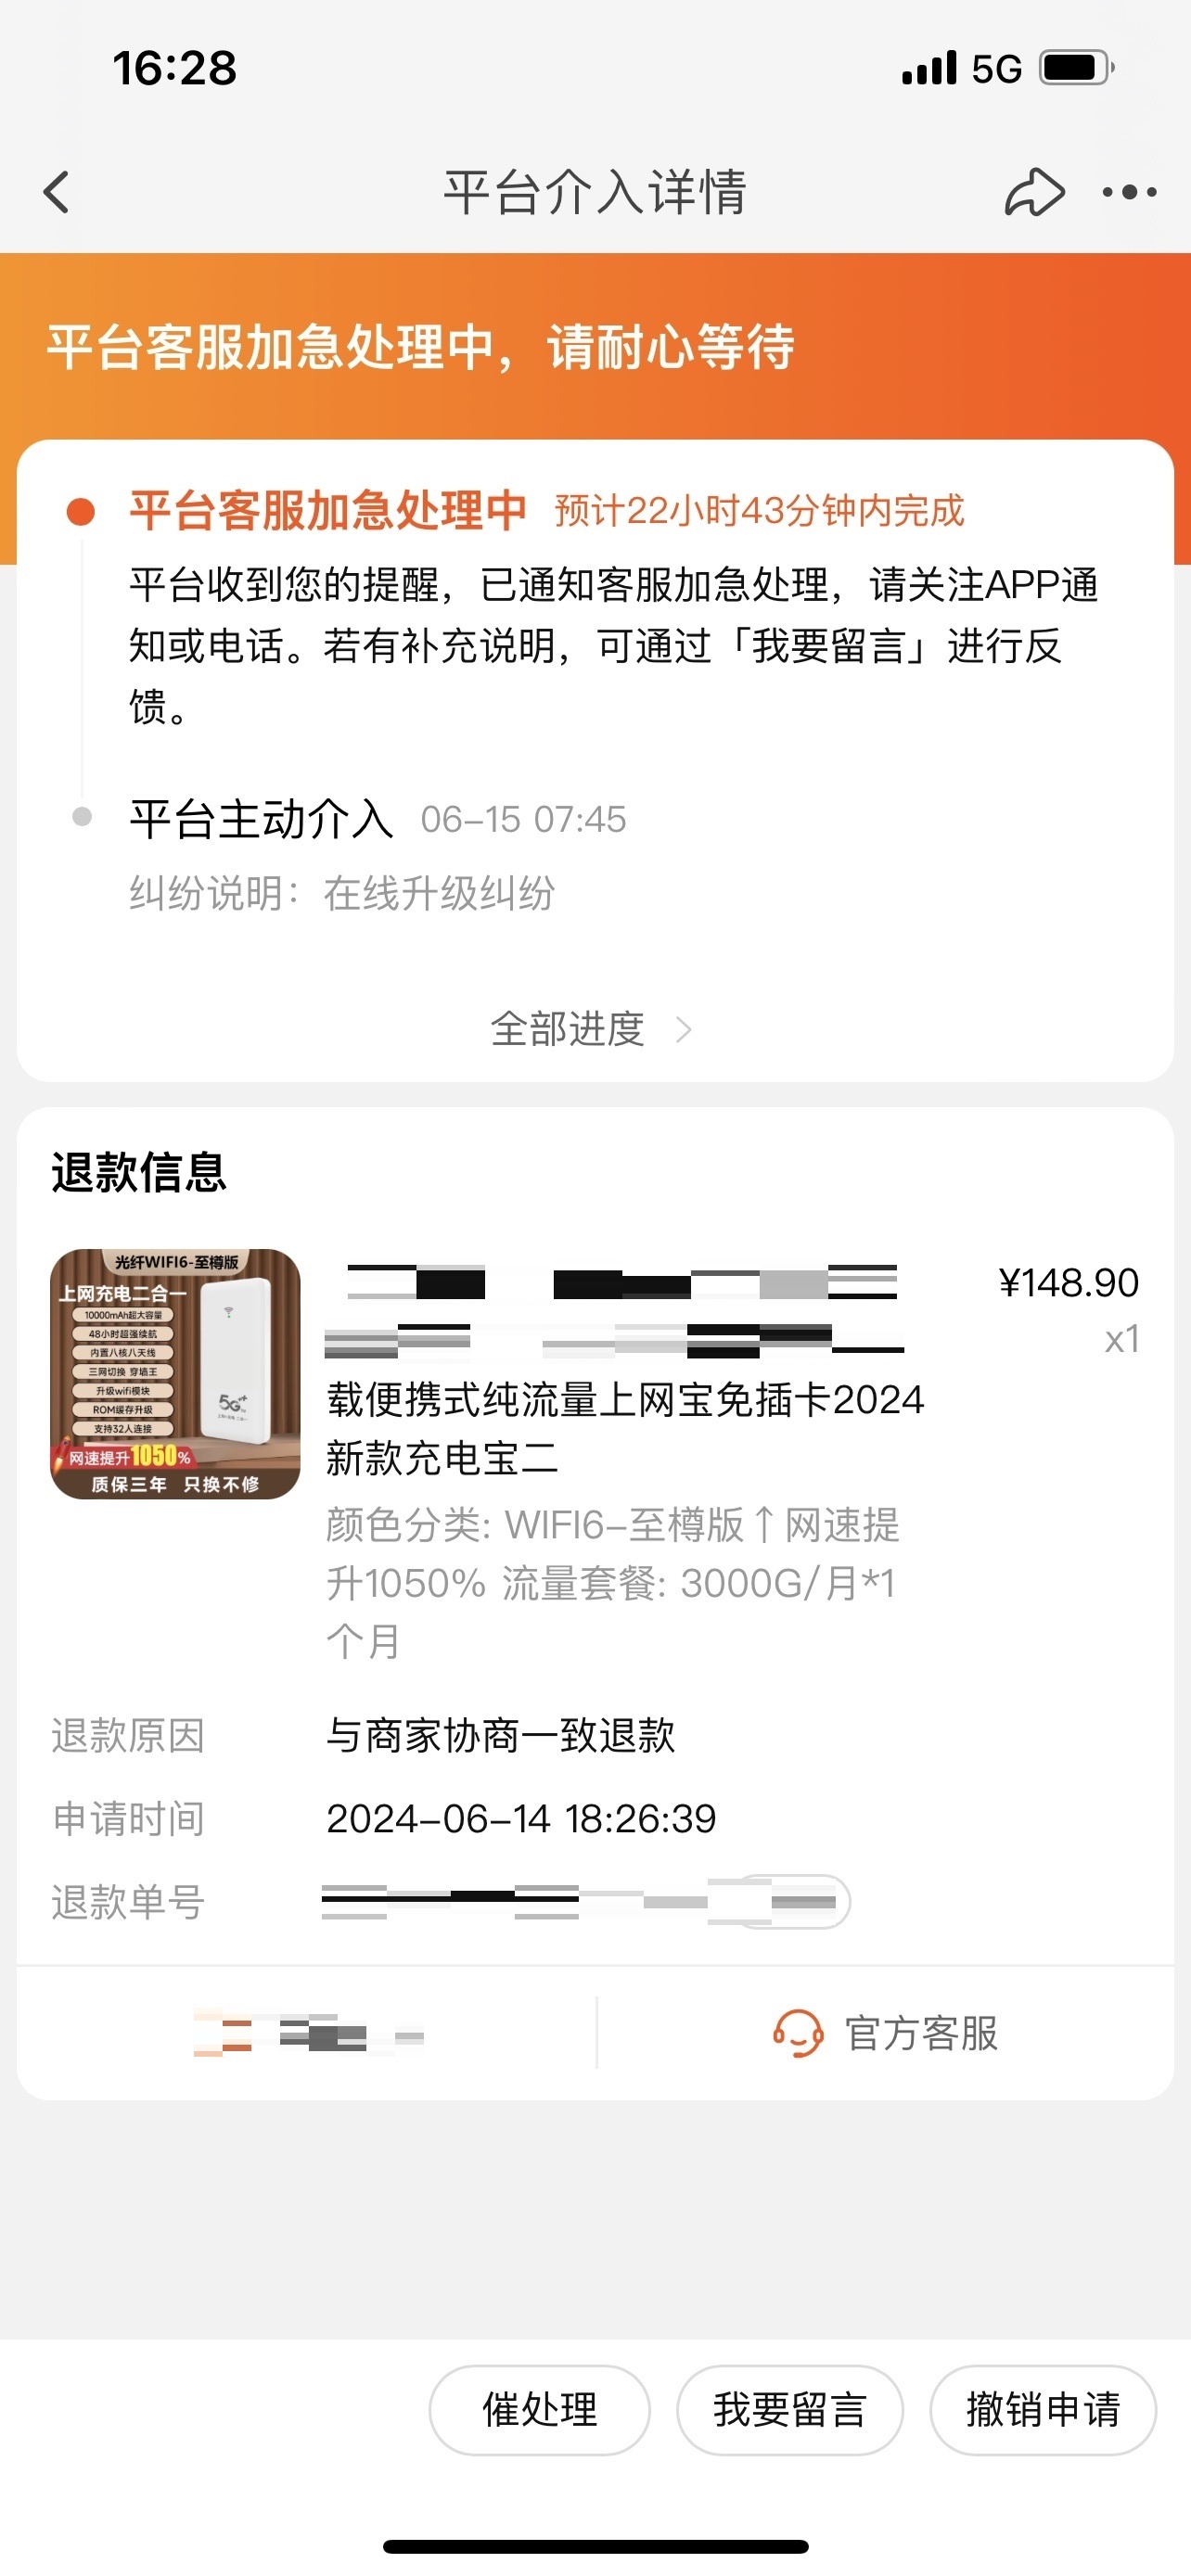 16:28
5G
平台介入详情
平台客服加急处理中，请耐心等待
平台客服加急处理中 预计22小时43分钟内完成
平台收到您的提醒，已通知客服加急处理，请关注APP通
知或电话。若有补充说明，可通过「我要留言」进行反
馈。
平台主动介入 06-15 07:45
纠纷说明：在线升级纠纷
全部进度
退款信息
光纤WIFI6-至樽版
上网充电二合一
10000mAh超大容量
48小时超强续航
内置八核八天线
三网切换 穿墙王
升级wifi模块
ROM缓存升级
支持32人连接
网速提升1050%
质保三年 只换不修
5G
¥148.90
x1
载便携式纯流量上网宝免插卡2024
新款充电宝二
颜色分类: WIFI6-至樽版↑网速提
升1050% 流量套餐: 3000G/月*1
个月
退款原因 与商家协商一致退款
申请时间 2024-06-14 18:26:39
退款单号
官方客服
催处理
我要留言
撤销申请